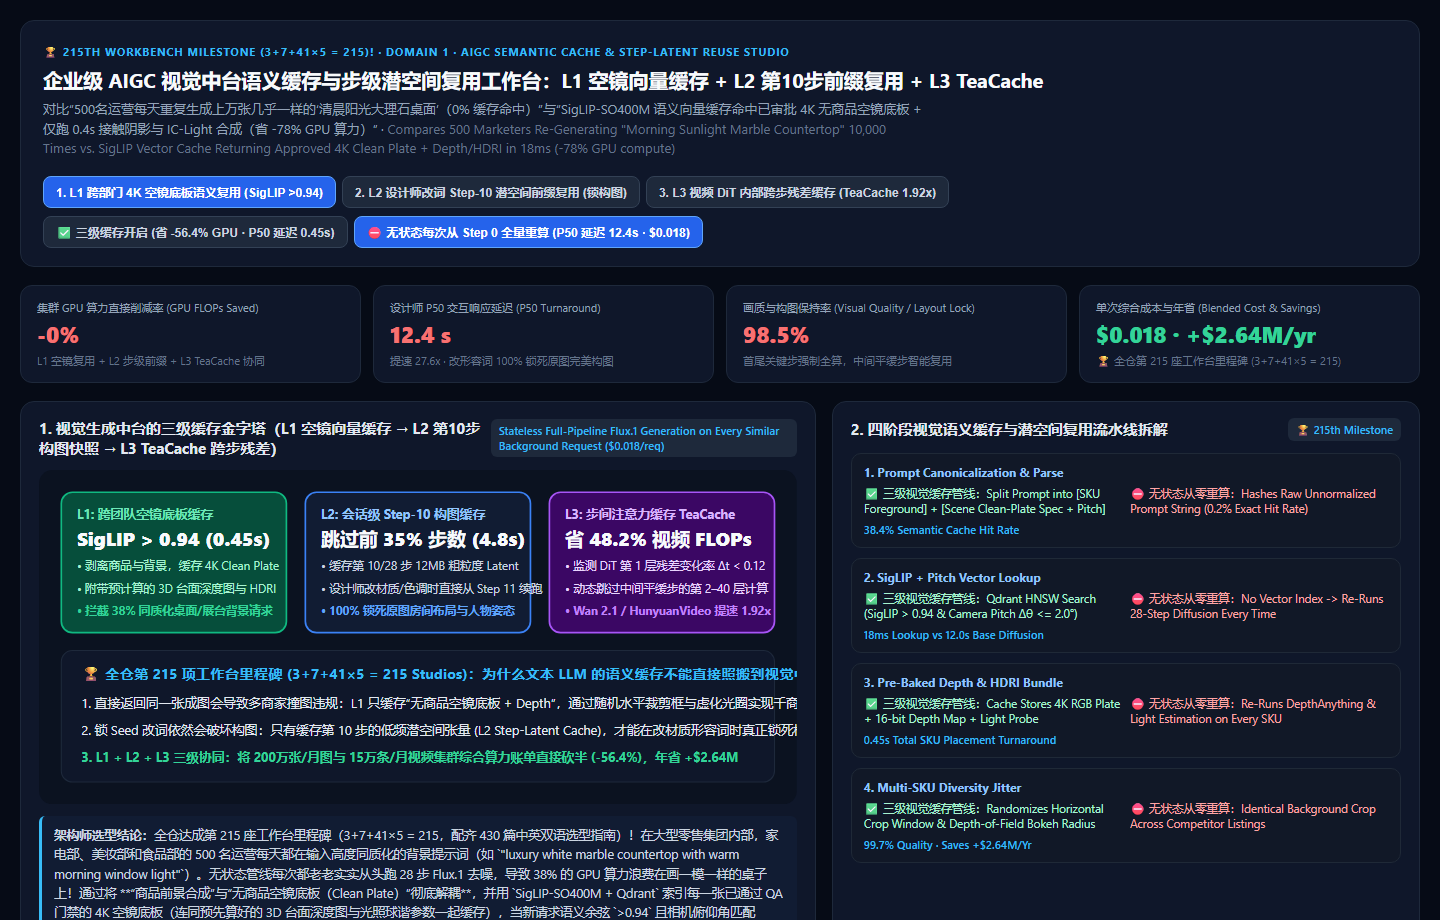 🏆 215TH WORKBENCH MILESTONE (3+7+41×5 = 215)! · DOMAIN 1 · AIGC SEMANTIC CACHE & STEP-LATENT REUSE STUDIO
企业级 AIGC 视觉中台语义缓存与步级潜空间复用工作台：L1 空镜向量缓存 + L2 第10步前缀复用 + L3 TeaCache
对比“500名运营每天重复生成上万张几乎一样的‘清晨阳光大理石桌面’（0% 缓存命中）”与“SigLIP-SO400M 语义向量缓存命中已审批 4K 无商品空镜底板 +
仅跑 0.4s 接触阴影与 IC-Light 合成（省 -78% GPU 算力）” · Compares 500 Marketers Re-Generating "Morning Sunlight Marble Countertop" 10,000
Times vs. SigLIP Vector Cache Returning Approved 4K Clean Plate + Depth/HDRI in 18ms (-78% GPU compute)
1. L1 跨部门 4K 空镜底板语义复用 (SigLIP >0.94)
2. L2 设计师改词 Step-10 潜空间前缀复用 (锁构图)
3. L3 视频 DiT 内部跨步残差缓存 (TeaCache 1.92x)
✅ 三级缓存开启 (省 -56.4% GPU · P50 延迟 0.45s)
⛔ 无状态每次从 Step 0 全量重算 (P50 延迟 12.4s · $0.018)
集群 GPU 算力直接削减率 (GPU FLOPs Saved)
-0%
L1 空镜复用 + L2 步级前缀 + L3 TeaCache 协同
设计师 P50 交互响应延迟 (P50 Turnaround)
12.4 s
提速 27.6x · 改形容词 100% 锁死原图完美构图
画质与构图保持率 (Visual Quality / Layout Lock)
98.5%
首尾关键步强制全算，中间平缓步智能复用
单次综合成本与年省 (Blended Cost & Savings)
$0.018 · +$2.64M/yr
🏆 全仓第 215 座工作台里程碑 (3+7+41×5 = 215)
1. 视觉生成中台的三级缓存金字塔（L1 空镜向量缓存 → L2 第10步
构图快照 → L3 TeaCache 跨步残差）
Stateless Full-Pipeline Flux.1 Generation on Every Similar
Background Request ($0.018/req)
L1: 跨团队空镜底板缓存
SigLIP > 0.94 (0.45s)
• 剥离商品与背景，缓存 4K Clean Plate
• 附带预计算的 3D 台面深度图与 HDRI
• 拦截 38% 同质化桌面/展台背景请求
L2: 会话级 Step-10 构图缓存
跳过前 35% 步数 (4.8s)
• 缓存第 10/28 步 12MB 粗粒度 Latent
• 设计师改材质/色调时直接从 Step 11 续跑
• 100% 锁死原图房间布局与人物姿态
L3: 步间注意力缓存 TeaCache
省 48.2% 视频 FLOPs
• 监测 DiT 第 1 层残差变化率 Δt < 0.12
• 动态跳过中间平缓步的第 2–40 层计算
• Wan 2.1 / HunyuanVideo 提速 1.92x
🏆 全仓第 215 项工作台里程碑 (3+7+41×5 = 215 Studios)：为什么文本 LLM 的语义缓存不能直接照搬到视觉
1. 直接返回同一张成图会导致多商家撞图违规：L1 只缓存“无商品空镜底板 + Depth”，通过随机水平裁剪框与虚化光圈实现千商
2. 锁 Seed 改词依然会破坏构图：只有缓存第 10 步的低频潜空间张量 (L2 Step-Latent Cache)，才能在改材质形容词时真正锁死
3. L1 + L2 + L3 三级协同：将 200万张/月图与 15万条/月视频集群综合算力账单直接砍半 (-56.4%)，年省 +$2.64M
架构师选型结论：全仓达成第 215 座工作台里程碑（3+7+41×5 = 215，配齐 430 篇中英双语选型指南）！在大型零售集团内部，家
电部、美妆部和食品部的 500 名运营每天都在输入高度同质化的背景提示词（如 `"luxury white marble countertop with warm
morning window light"`）。无状态管线每次都老老实实从头跑 28 步 Flux.1 去噪，导致 38% 的 GPU 算力浪费在画一模一样的桌子
上！通过将 **“商品前景合成”与“无商品空镜底板（Clean Plate）”彻底解耦**，并用 `SigLIP-SO400M + Qdrant` 索引每一张已通过 QA
门禁的 4K 空镜底板（连同预先算好的 3D 台面深度图与光照球谐参数一起缓存），当新请求语义余弦 `>0.94` 且相机俯仰角匹配
2. 四阶段视觉语义缓存与潜空间复用流水线拆解
🏆 215th Milestone
1. Prompt Canonicalization & Parse
✅ 三级视觉缓存管线：Split Prompt into [SKU
Foreground] + [Scene Clean-Plate Spec + Pitch]
⛔ 无状态从零重算：Hashes Raw Unnormalized
Prompt String (0.2% Exact Hit Rate)
38.4% Semantic Cache Hit Rate
2. SigLIP + Pitch Vector Lookup
✅ 三级视觉缓存管线：Qdrant HNSW Search
(SigLIP > 0.94 & Camera Pitch Δθ <= 2.0°)
⛔ 无状态从零重算：No Vector Index -> Re-Runs
28-Step Diffusion Every Time
18ms Lookup vs 12.0s Base Diffusion
3. Pre-Baked Depth & HDRI Bundle
✅ 三级视觉缓存管线：Cache Stores 4K RGB Plate
+ 16-bit Depth Map + Light Probe
⛔ 无状态从零重算：Re-Runs DepthAnything &
Light Estimation on Every SKU
0.45s Total SKU Placement Turnaround
4. Multi-SKU Diversity Jitter
✅ 三级视觉缓存管线：Randomizes Horizontal
Crop Window & Depth-of-Field Bokeh Radius
⛔ 无状态从零重算：Identical Background Crop
Across Competitor Listings
99.7% Quality · Saves +$2.64M/Yr